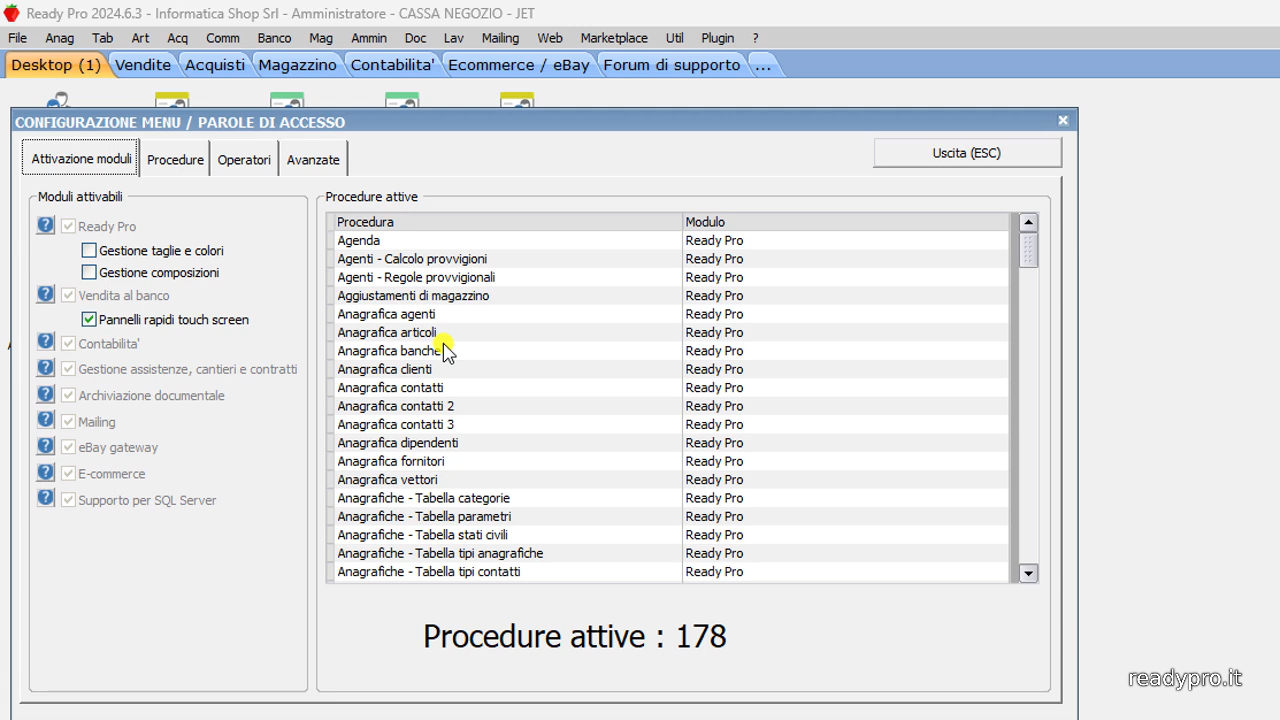 Ready Pro 2024.6.3 - Informatica Shop Srl - Amministratore - CASSA NEGOZIO - JET
File Anag Tab Art Acq Comm Banco Mag Ammin Doc Lav Mailing Web Marketplace Util Plugin ?
Desktop (1) Vendite Acquisti Magazzino Contabilita' Ecommerce / eBay Forum di supporto ...
CONFIGURAZIONE MENU / PAROLE DI ACCESSO
Attivazione moduli Procedure Operatori Avanzate
Uscita (ESC)
Moduli attivabili
Ready Pro
Gestione taglie e colori
Gestione composizioni
Vendita al banco
Pannelli rapidi touch screen
Contabilita'
Gestione assistenze, cantieri e contratti
Archiviazione documentale
Mailing
eBay gateway
E-commerce
Supporto per SQL Server
Procedure attive
Procedura Modulo
Agenda Ready Pro
Agenti - Calcolo provvigioni Ready Pro
Agenti - Regole provvigionali Ready Pro
Aggiustamenti di magazzino Ready Pro
Anagrafica agenti Ready Pro
Anagrafica articoli Ready Pro
Anagrafica banche Ready Pro
Anagrafica clienti Ready Pro
Anagrafica contatti Ready Pro
Anagrafica contatti 2 Ready Pro
Anagrafica contatti 3 Ready Pro
Anagrafica dipendenti Ready Pro
Anagrafica fornitori Ready Pro
Anagrafica vettori Ready Pro
Anagrafiche - Tabella categorie Ready Pro
Anagrafiche - Tabella parametri Ready Pro
Anagrafiche - Tabella stati civili Ready Pro
Anagrafiche - Tabella tipi anagrafiche Ready Pro
Anagrafiche - Tabella tipi contatti Ready Pro
Procedure attive : 178
readypro.it